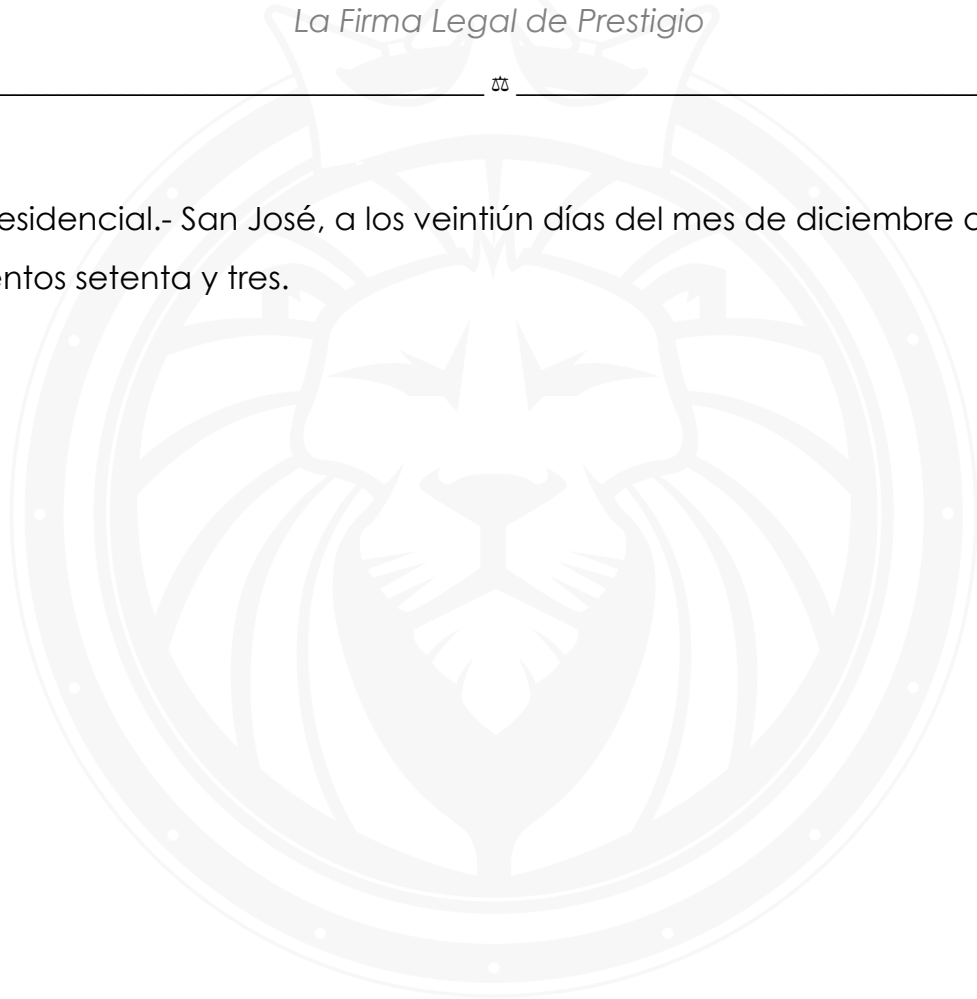 La Firma Legal de Prestigio
esidencial.- San José, a los veintiún días del mes de diciembre
entos setenta y tres.